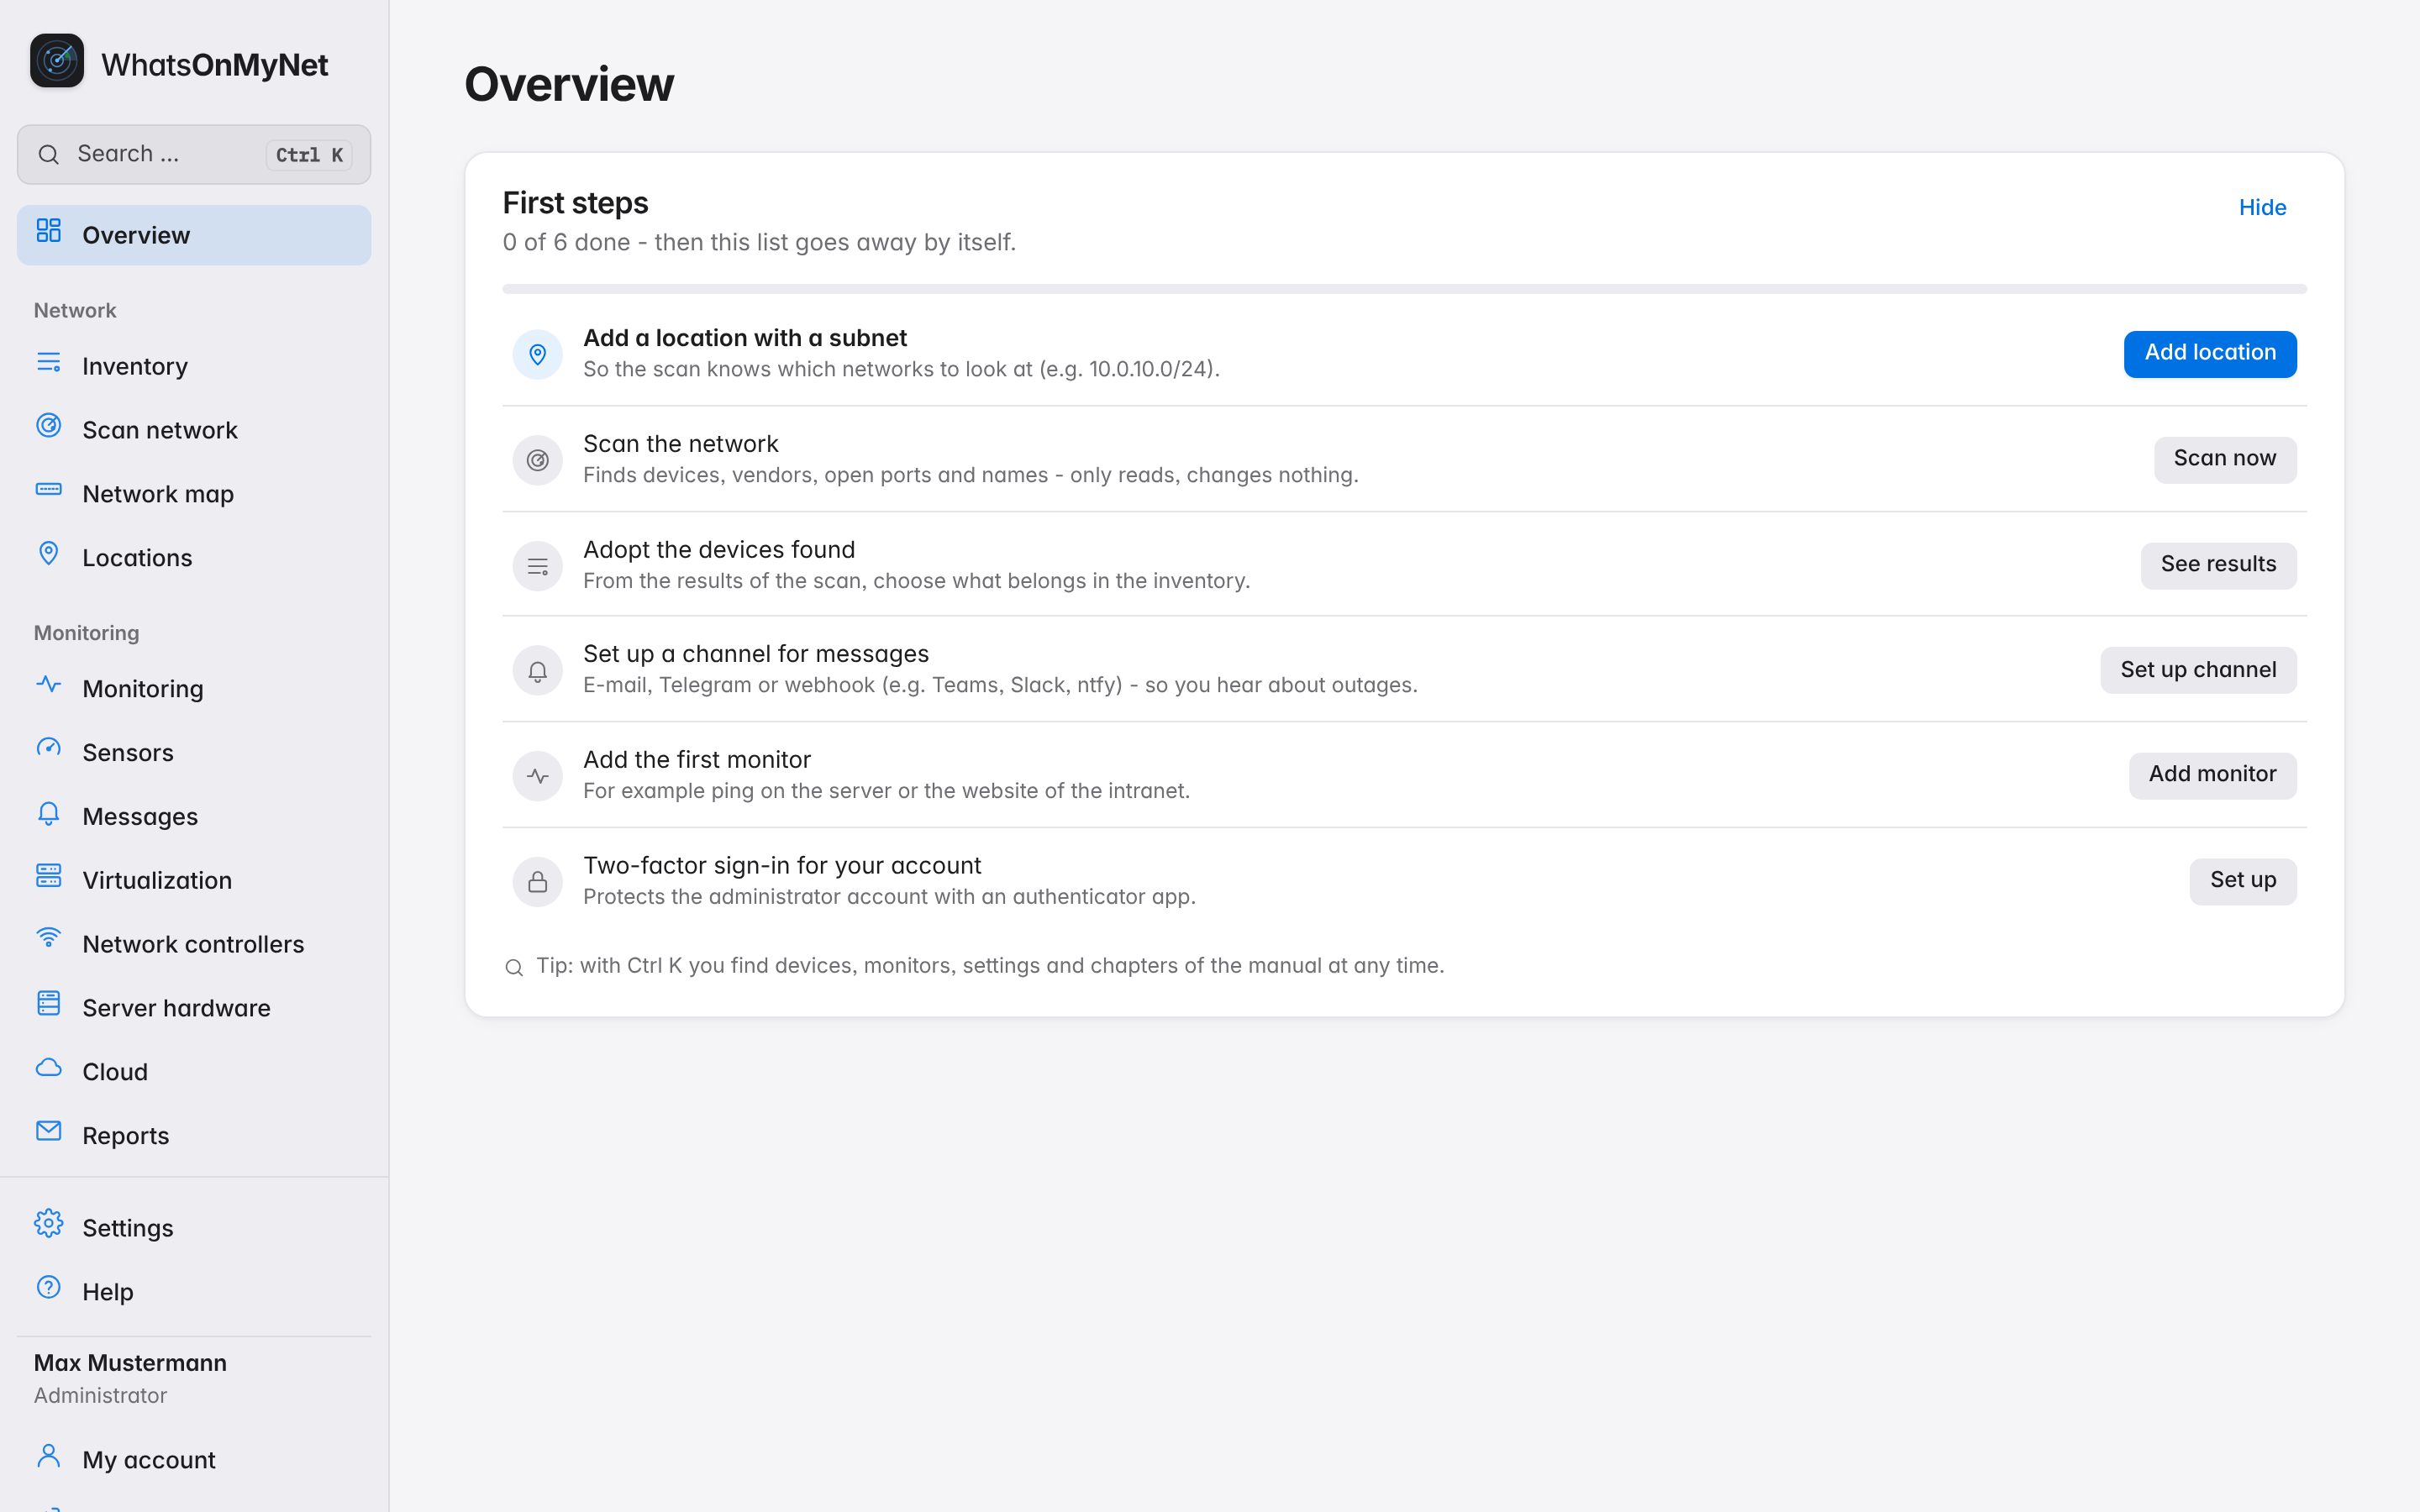 WhatsOnMyNet
Search ... Ctrl K
Overview
Network
Inventory
Scan network
Network map
Locations
Monitoring
Monitoring
Sensors
Messages
Virtualization
Network controllers
Server hardware
Cloud
Reports
Settings
Help
Max Mustermann
Administrator
My account
Overview
First steps
Hide
0 of 6 done - then this list goes away by itself.
Add a location with a subnet
So the scan knows which networks to look at (e.g. 10.0.10.0/24).
Add location
Scan the network
Finds devices, vendors, open ports and names - only reads, changes nothing.
Scan now
Adopt the devices found
From the results of the scan, choose what belongs in the inventory.
See results
Set up a channel for messages
E-mail, Telegram or webhook (e.g. Teams, Slack, ntfy) - so you hear about outages.
Set up channel
Add the first monitor
For example ping on the server or the website of the intranet.
Add monitor
Two-factor sign-in for your account
Protects the administrator account with an authenticator app.
Set up
Tip: with Ctrl K you find devices, monitors, settings and chapters of the manual at any time.